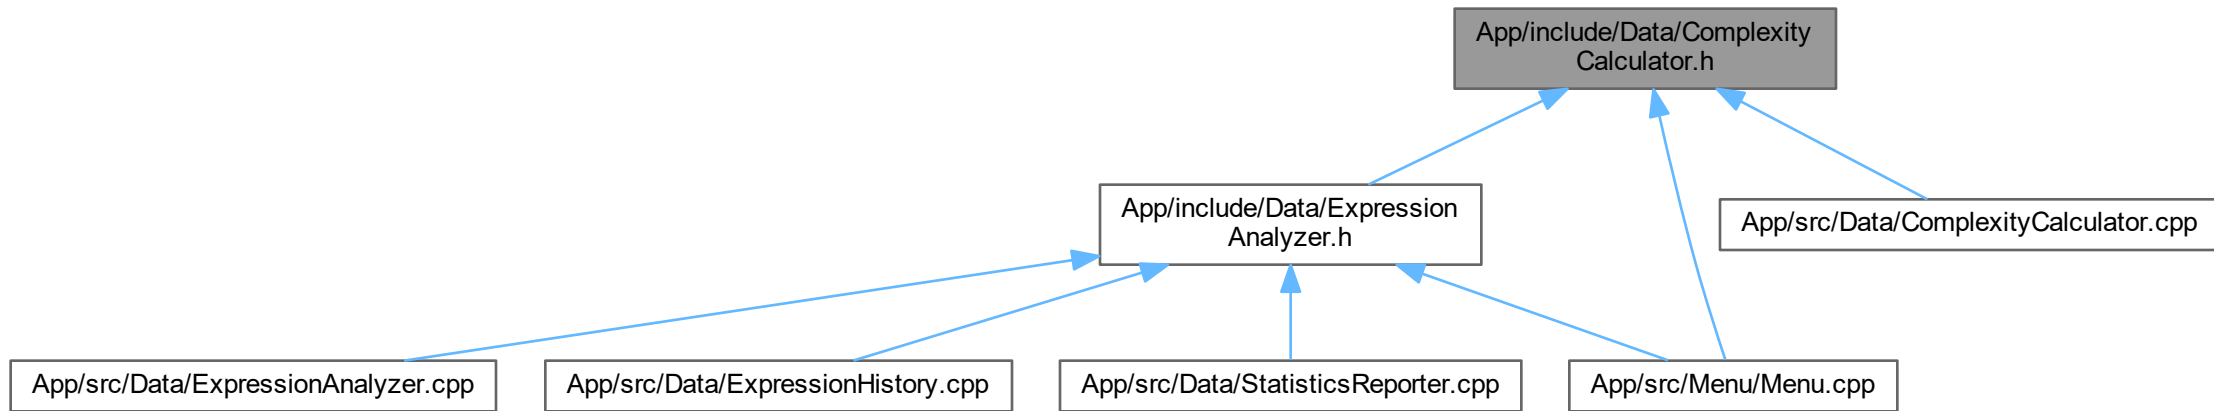 App/include/Data/Complexity
Calculator.h
App/include/Data/Expression
Analyzer.h
App/src/Data/ComplexityCalculator.cpp
App/src/Data/ExpressionAnalyzer.cpp
App/src/Data/ExpressionHistory.cpp
App/src/Data/StatisticsReporter.cpp
App/src/Menu/Menu.cpp